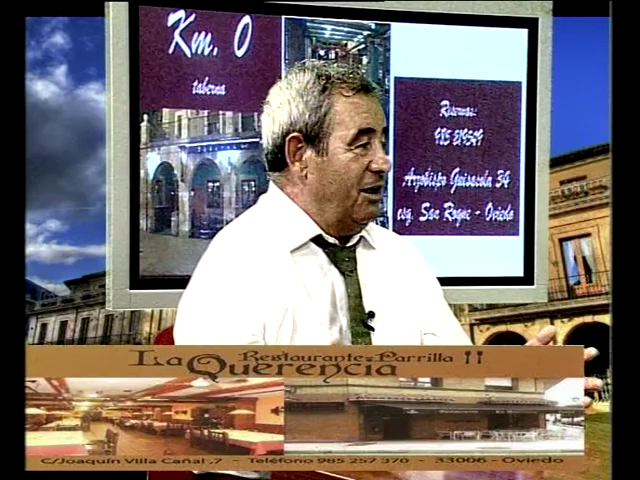 Km. 0
taberna
Reservas:
985 219549
Arzobispo Guisasola 34
esq. San Roque - Oviedo
Restaurante-Parrilla
La Querencia
C/Joaquín Villa Cañal ,7 - Teléfono 985 257 370 - 33006 - Oviedo